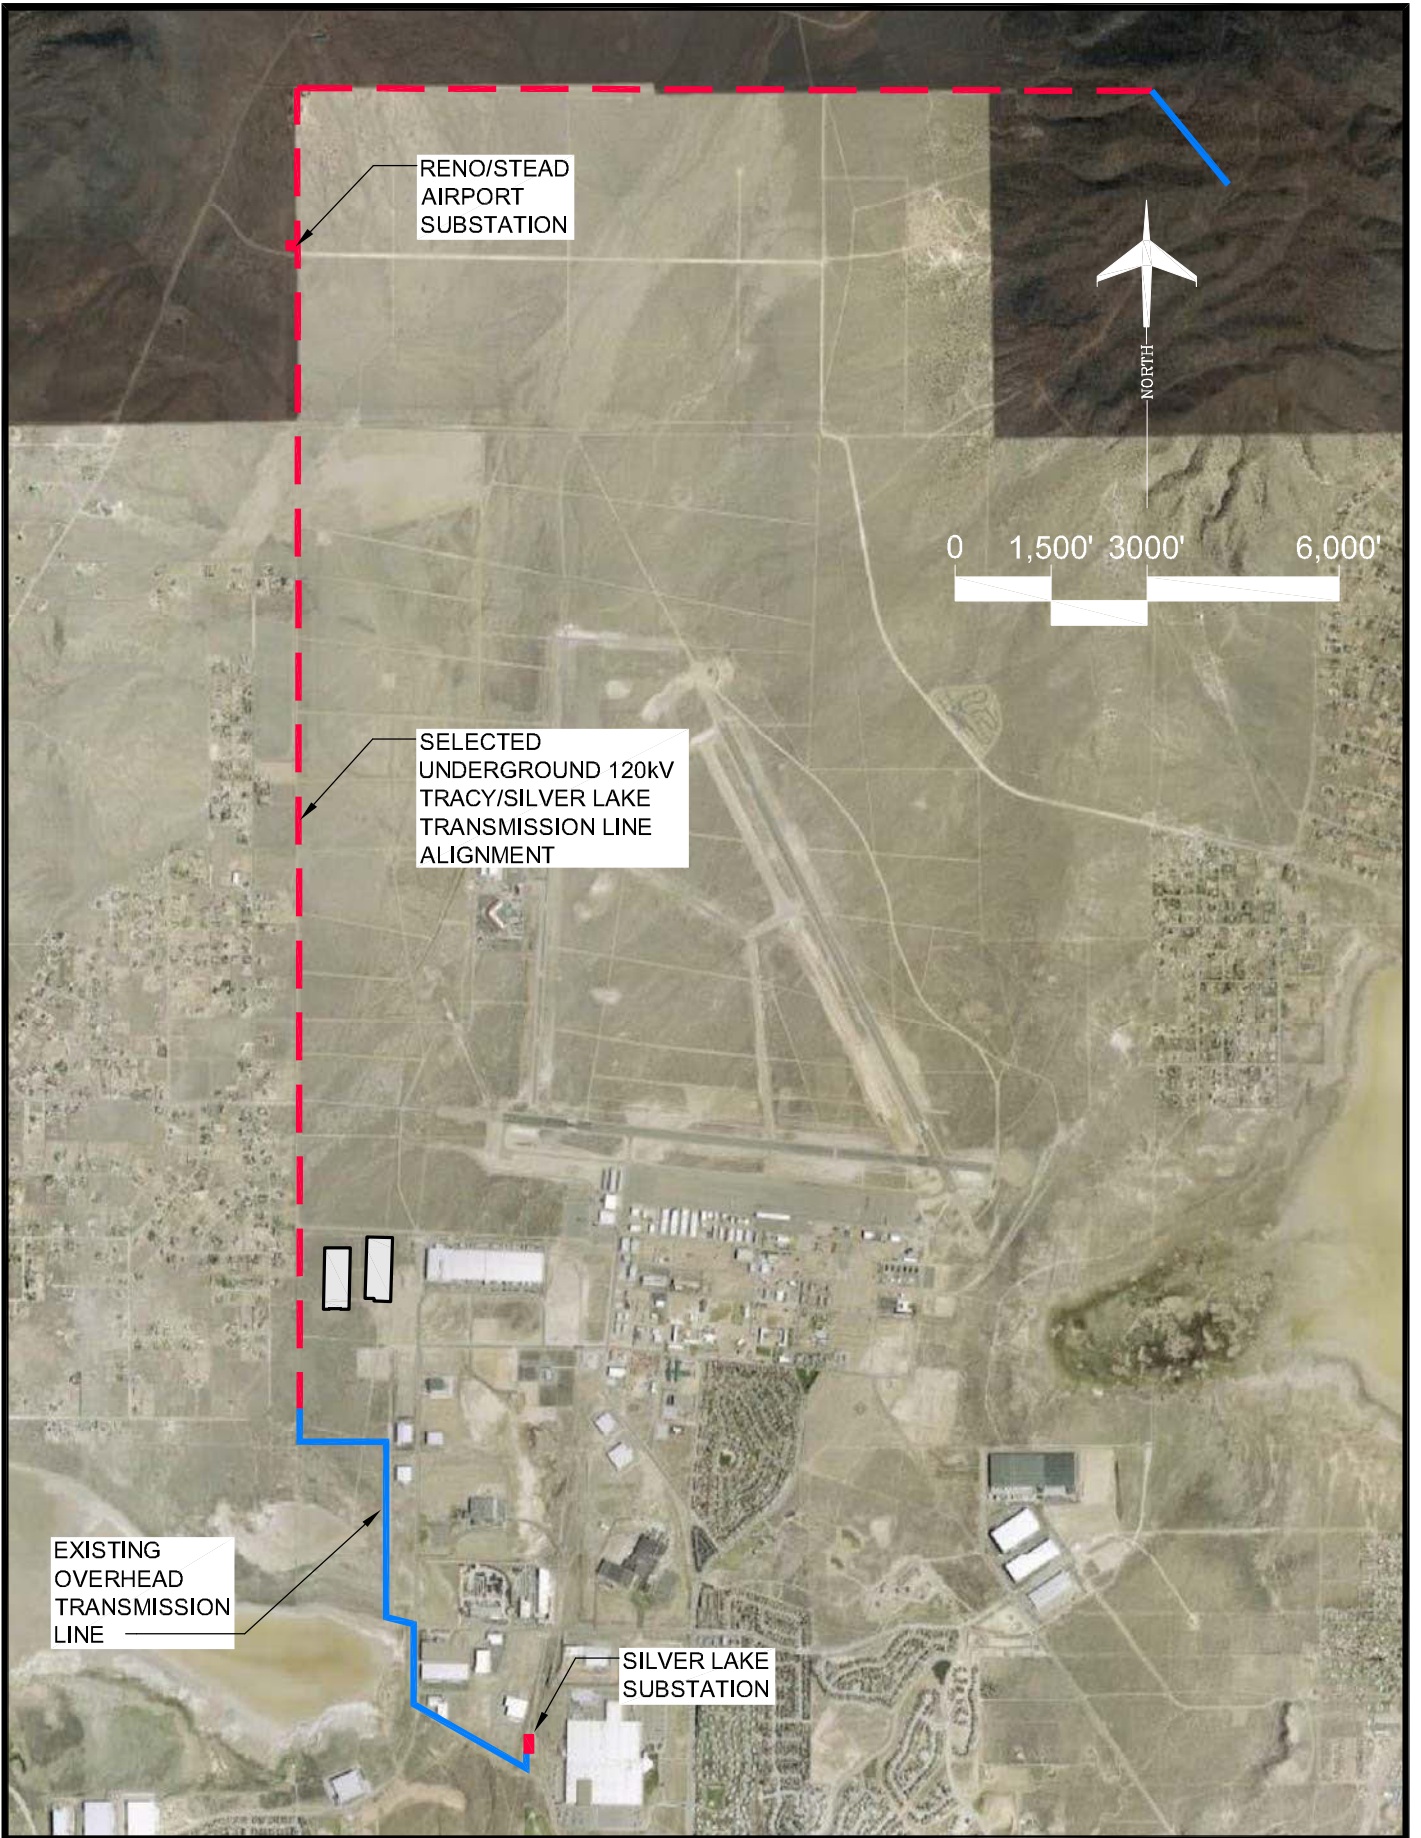 RENO/STEAD
AIRPORT
SUBSTATION
NORTH
0 1,500' 3000' 6,000'
SELECTED
UNDERGROUND 120kV
TRACY/SILVER LAKE
TRANSMISSION LINE
ALIGNMENT
EXISTING
OVERHEAD
TRANSMISSION
LINE
SILVER LAKE
SUBSTATION